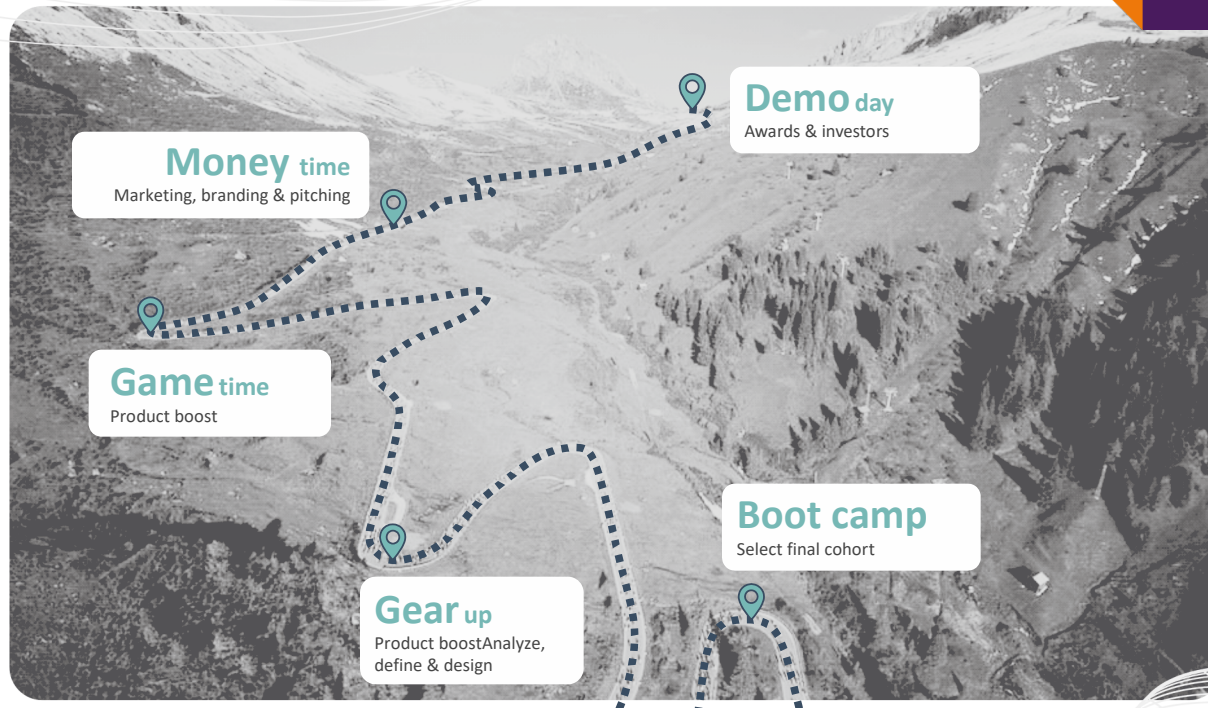 Demo day
Awards & investors
Money time
Marketing, branding & pitching
Game time
Product boost
Boot camp
Select final cohort
Gear up
Product boostAnalyze,
define & design